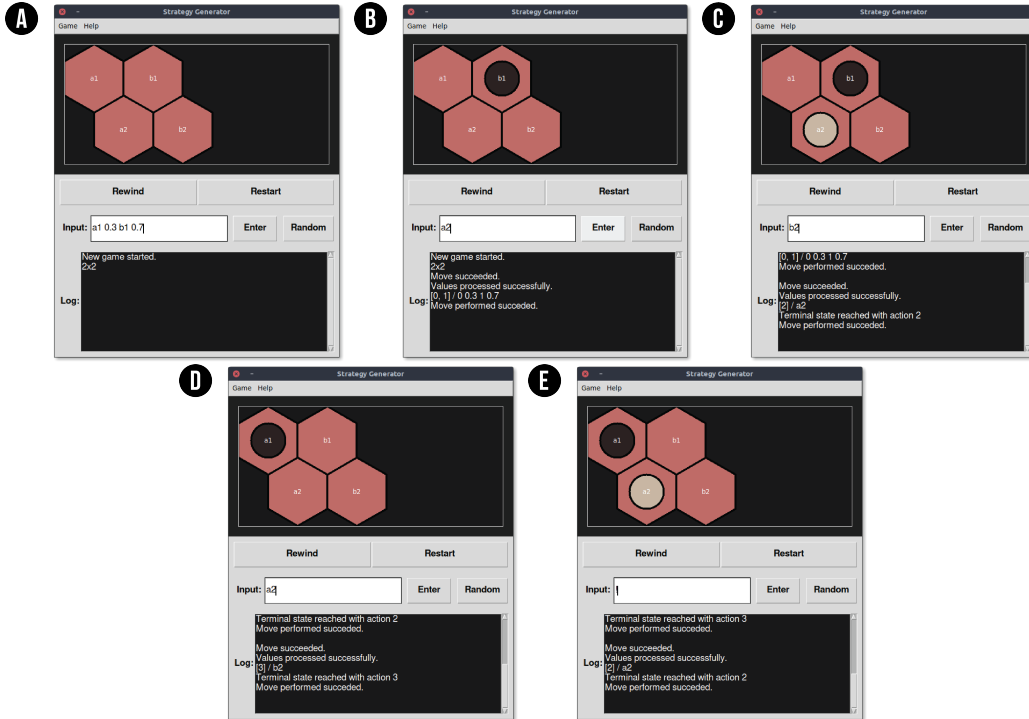 A
Strategy Generator
Game Help
a1 b1
a2 b2
Rewind Restart
Input: a1 0.3 b1 0.7 Enter Random
New game started.
2x2
Log:
B
Strategy Generator
Game Help
a1 b1
a2 b2
Rewind Restart
Input: a2 Enter Random
New game started.
2x2
Move succeeded.
Values processed successfully.
Log: [0, 1] / 0 0.3 1 0.7
Move performed succeded.
C
Strategy Generator
Game Help
a1 b1
a2 b2
Rewind Restart
Input: b2 Enter Random
[0, 1] / 0 0.3 1 0.7
Move performed succeded.
Move succeeded.
Values processed successfully.
Log: [2] / a2
Terminal state reached with action 2
Move performed succeded.
D
Strategy Generator
Game Help
a1 b1
a2 b2
Rewind Restart
Input: a2 Enter Random
Terminal state reached with action 2
Move performed succeded.
Move succeeded.
Values processed successfully.
Log: [3] / b2
Terminal state reached with action 3
Move performed succeded.
E
Strategy Generator
Game Help
a1 b1
a2 b2
Rewind Restart
Input: Enter Random
Terminal state reached with action 3
Move performed succeded.
Move succeeded.
Values processed successfully.
Log: [2] / a2
Terminal state reached with action 2
Move performed succeded.